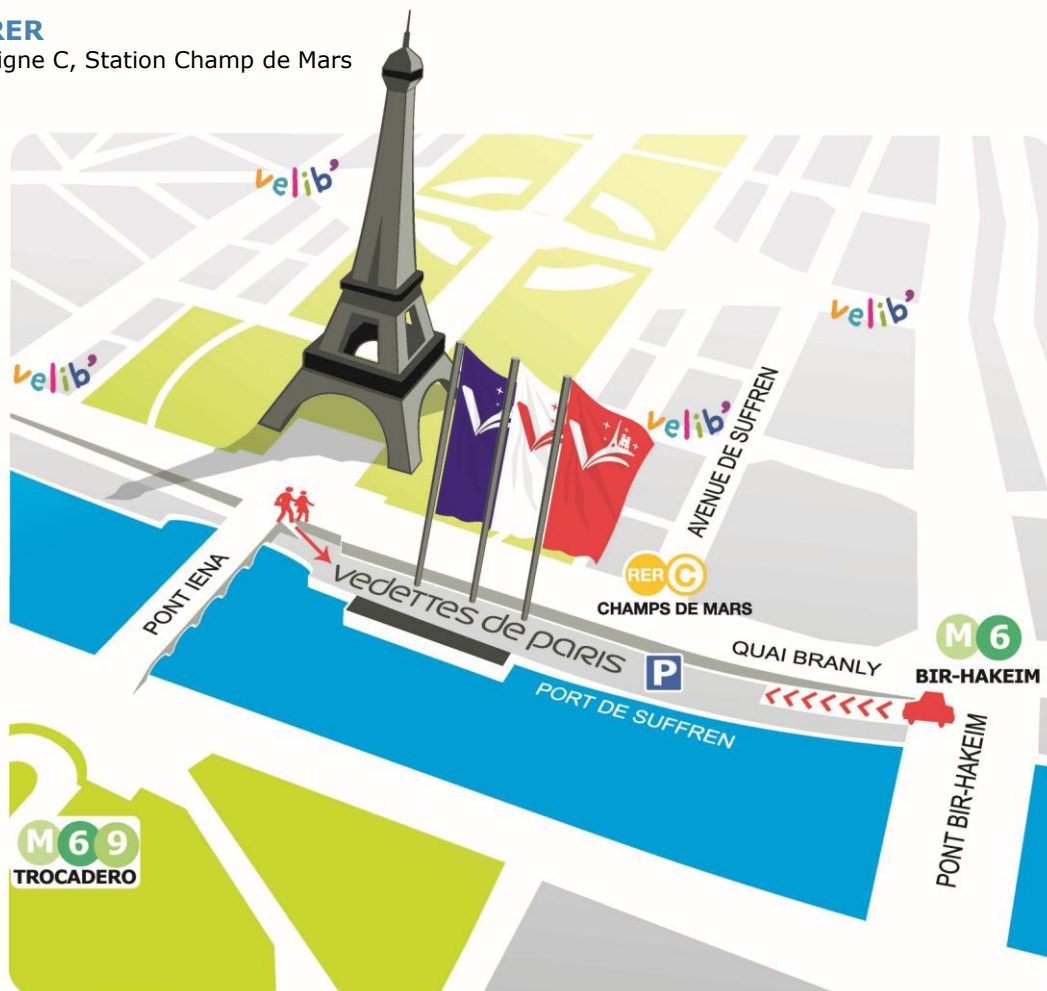 RER
igne C, Station Champ de Mars
velib'
velib'
velib'
velib'
AVENUE DE SUFFREN
PONT IENA
vedettes de paris
RER C
CHAMPS DE MARS
QUAI BRANLY
M 6
BIR-HAKEIM
P
PORT DE SUFFREN
PONT BIR-HAKEIM
M 6 9
TROCADERO